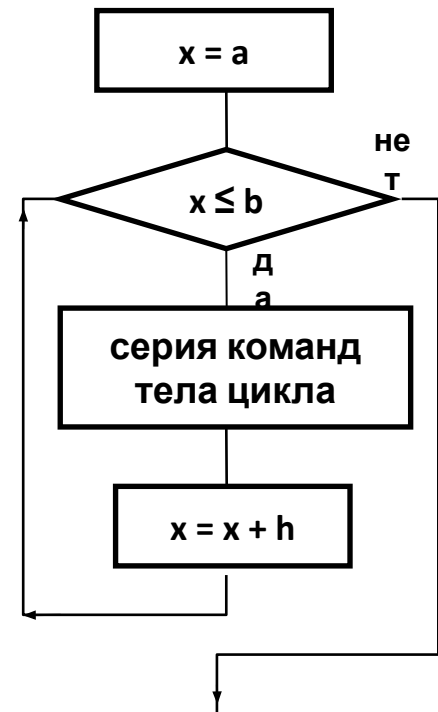 x = a
не
т
x ≤ b
д
а
серия команд
тела цикла
x = x + h